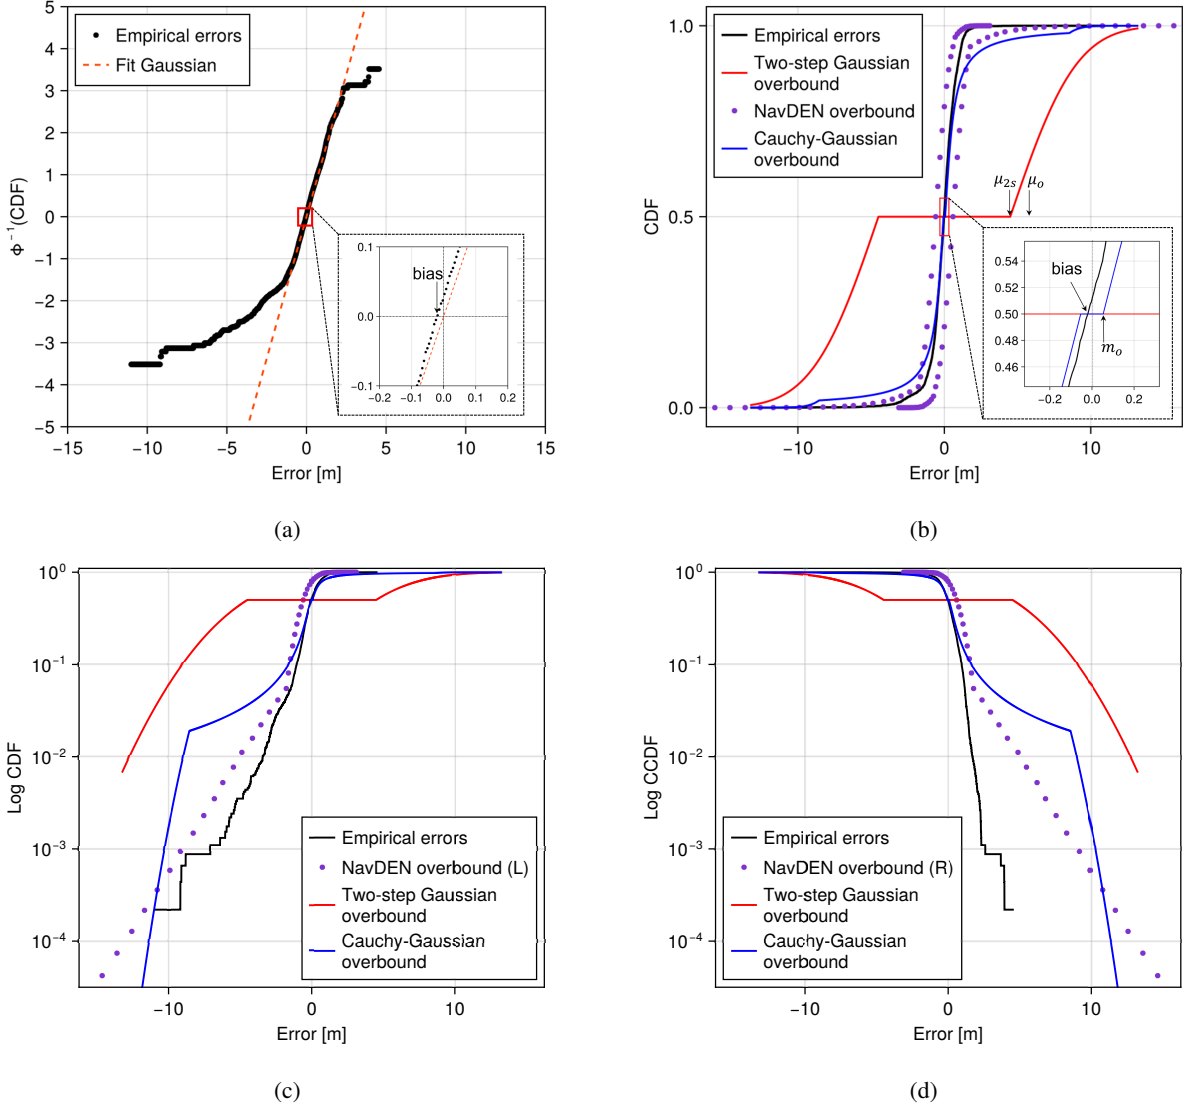 5
4
3
2
1
0
−1
−2
−3
−4
−5
Φ⁻¹(CDF)
Empirical errors
Fit Gaussian
0.1
0.0
−0.1
−0.2
−0.1
0.0
0.1
0.2
bias
−15
−10
−5
0
5
10
15
Error [m]
(a)
1.0
0.5
0.0
CDF
Empirical errors
Two-step Gaussian
overbound
NavDEN overbound
Cauchy-Gaussian
overbound
μ₂ₛ
μₒ
0.54
0.52
0.50
0.48
0.46
bias
mₒ
−0.2
0.0
0.2
−10
0
10
Error [m]
(b)
10⁰
10⁻¹
10⁻²
10⁻³
10⁻⁴
Log CDF
Empirical errors
NavDEN overbound (L)
Two-step Gaussian
overbound
Cauchy-Gaussian
overbound
−10
0
10
Error [m]
(c)
10⁰
10⁻¹
10⁻²
10⁻³
10⁻⁴
Log CCDF
Empirical errors
NavDEN overbound (R)
Two-step Gaussian
overbound
Cauchy-Gaussian
overbound
−10
0
10
Error [m]
(d)